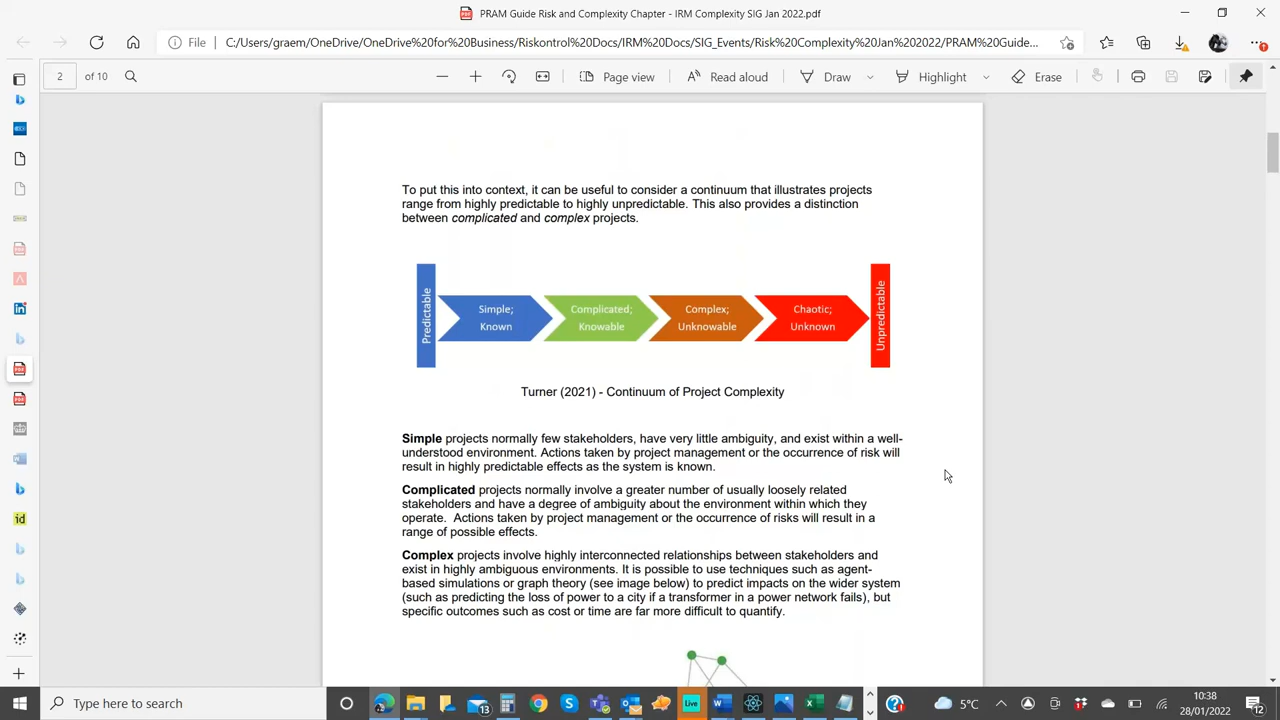 PRAM Guide Risk and Complexity Chapter - IRM Complexity SIG Jan 2022.pdf
File
C:/Users/graem/OneDrive/OneDrive%20for%20Business/Riskontrol%20Docs/IRM%20Docs/SIG_Events/Risk%20Complexity%20Jan%202022/PRAM%20Guide...
2 of 10
Page view
Read aloud
Draw
Highlight
Erase
To put this into context, it can be useful to consider a continuum that illustrates projects
range from highly predictable to highly unpredictable. This also provides a distinction
between complicated and complex projects.
Predictable
Simple;
Known
Complicated;
Knowable
Complex;
Unknowable
Chaotic;
Unknown
Unpredictable
Turner (2021) - Continuum of Project Complexity
Simple projects normally few stakeholders, have very little ambiguity, and exist within a well-
understood environment. Actions taken by project management or the occurrence of risk will
result in highly predictable effects as the system is known.
Complicated projects normally involve a greater number of usually loosely related
stakeholders and have a degree of ambiguity about the environment within which they
operate. Actions taken by project management or the occurrence of risks will result in a
range of possible effects.
Complex projects involve highly interconnected relationships between stakeholders and
exist in highly ambiguous environments. It is possible to use techniques such as agent-
based simulations or graph theory (see image below) to predict impacts on the wider system
(such as predicting the loss of power to a city if a transformer in a power network fails), but
specific outcomes such as cost or time are far more difficult to quantify.
id
Type here to search
13
Live
5°C
10:38
28/01/2022
12